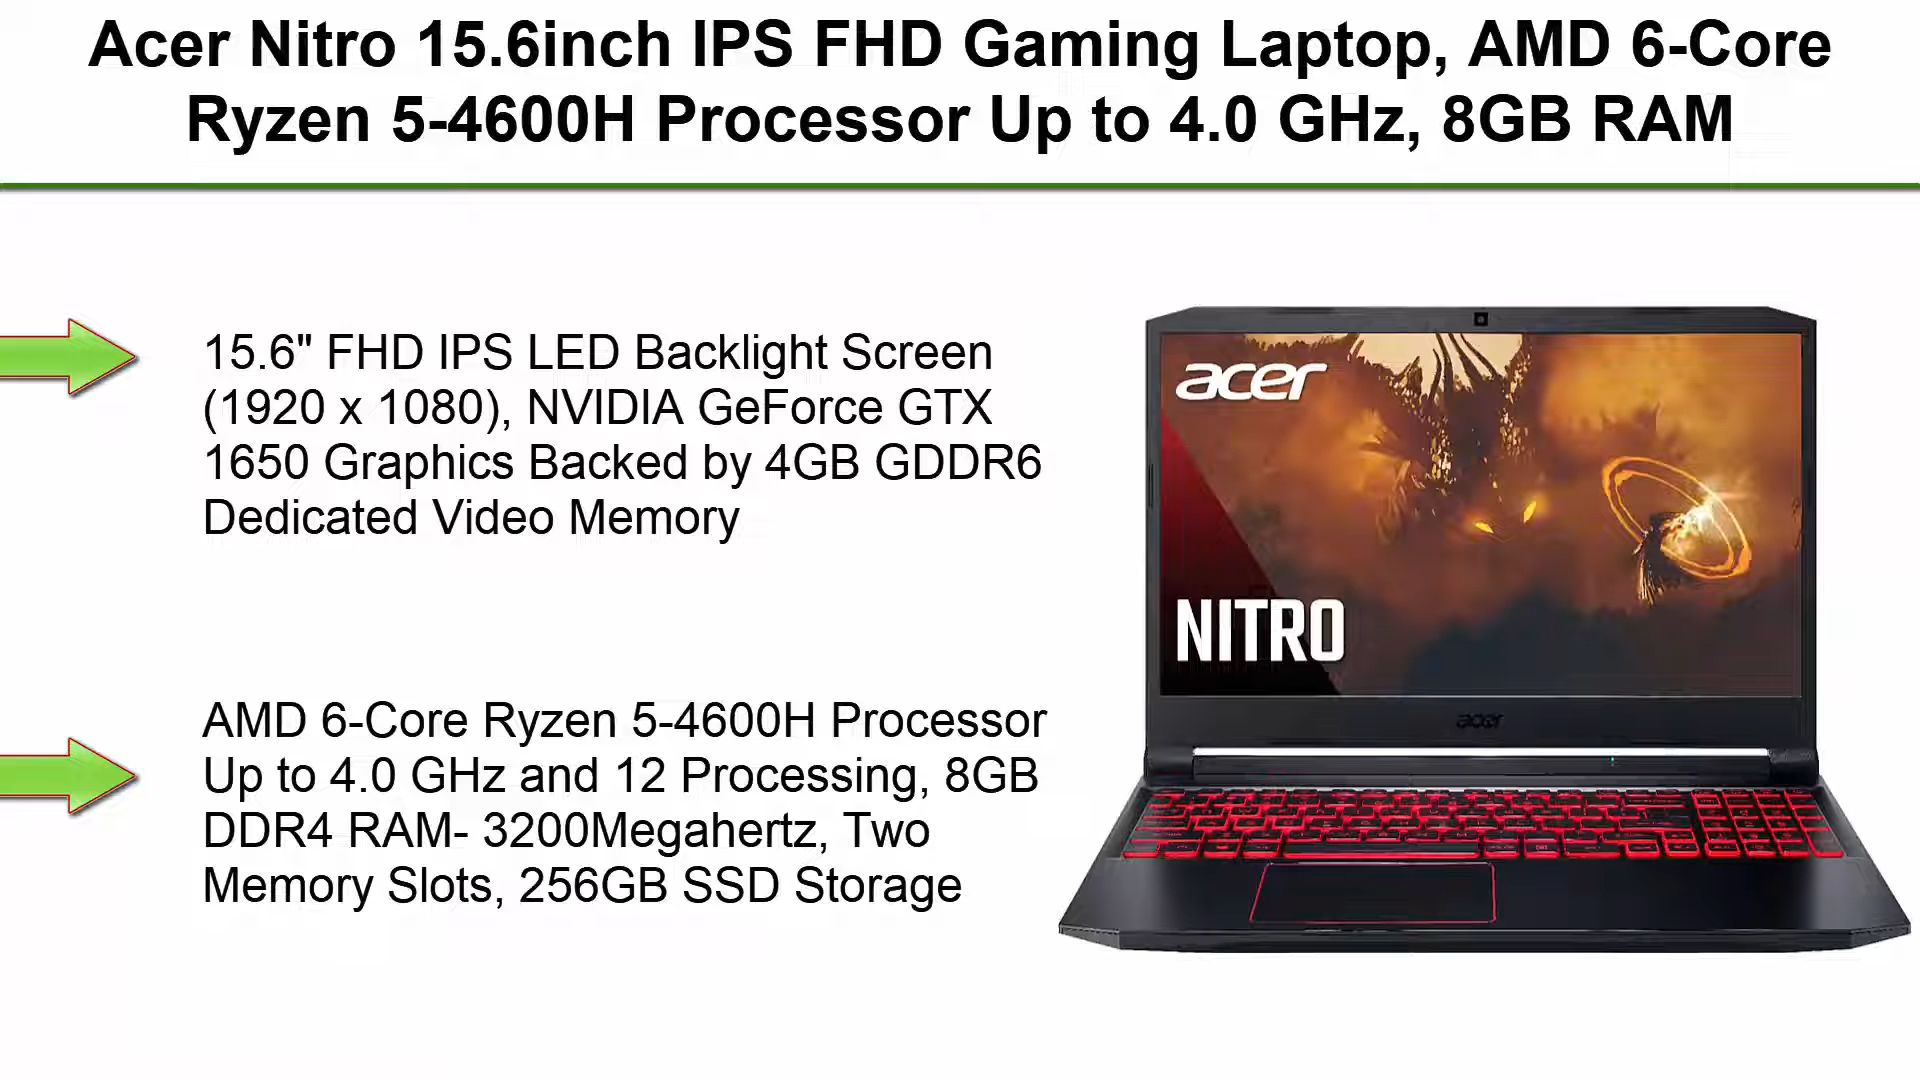 Acer Nitro 15.6inch IPS FHD Gaming Laptop, AMD 6-Core
Ryzen 5-4600H Processor Up to 4.0 GHz, 8GB RAM
15.6" FHD IPS LED Backlight Screen
(1920 x 1080), NVIDIA GeForce GTX
1650 Graphics Backed by 4GB GDDR6
Dedicated Video Memory
AMD 6-Core Ryzen 5-4600H Processor
Up to 4.0 GHz and 12 Processing, 8GB
DDR4 RAM- 3200Megahertz, Two
Memory Slots, 256GB SSD Storage
acer
NITRO
acer